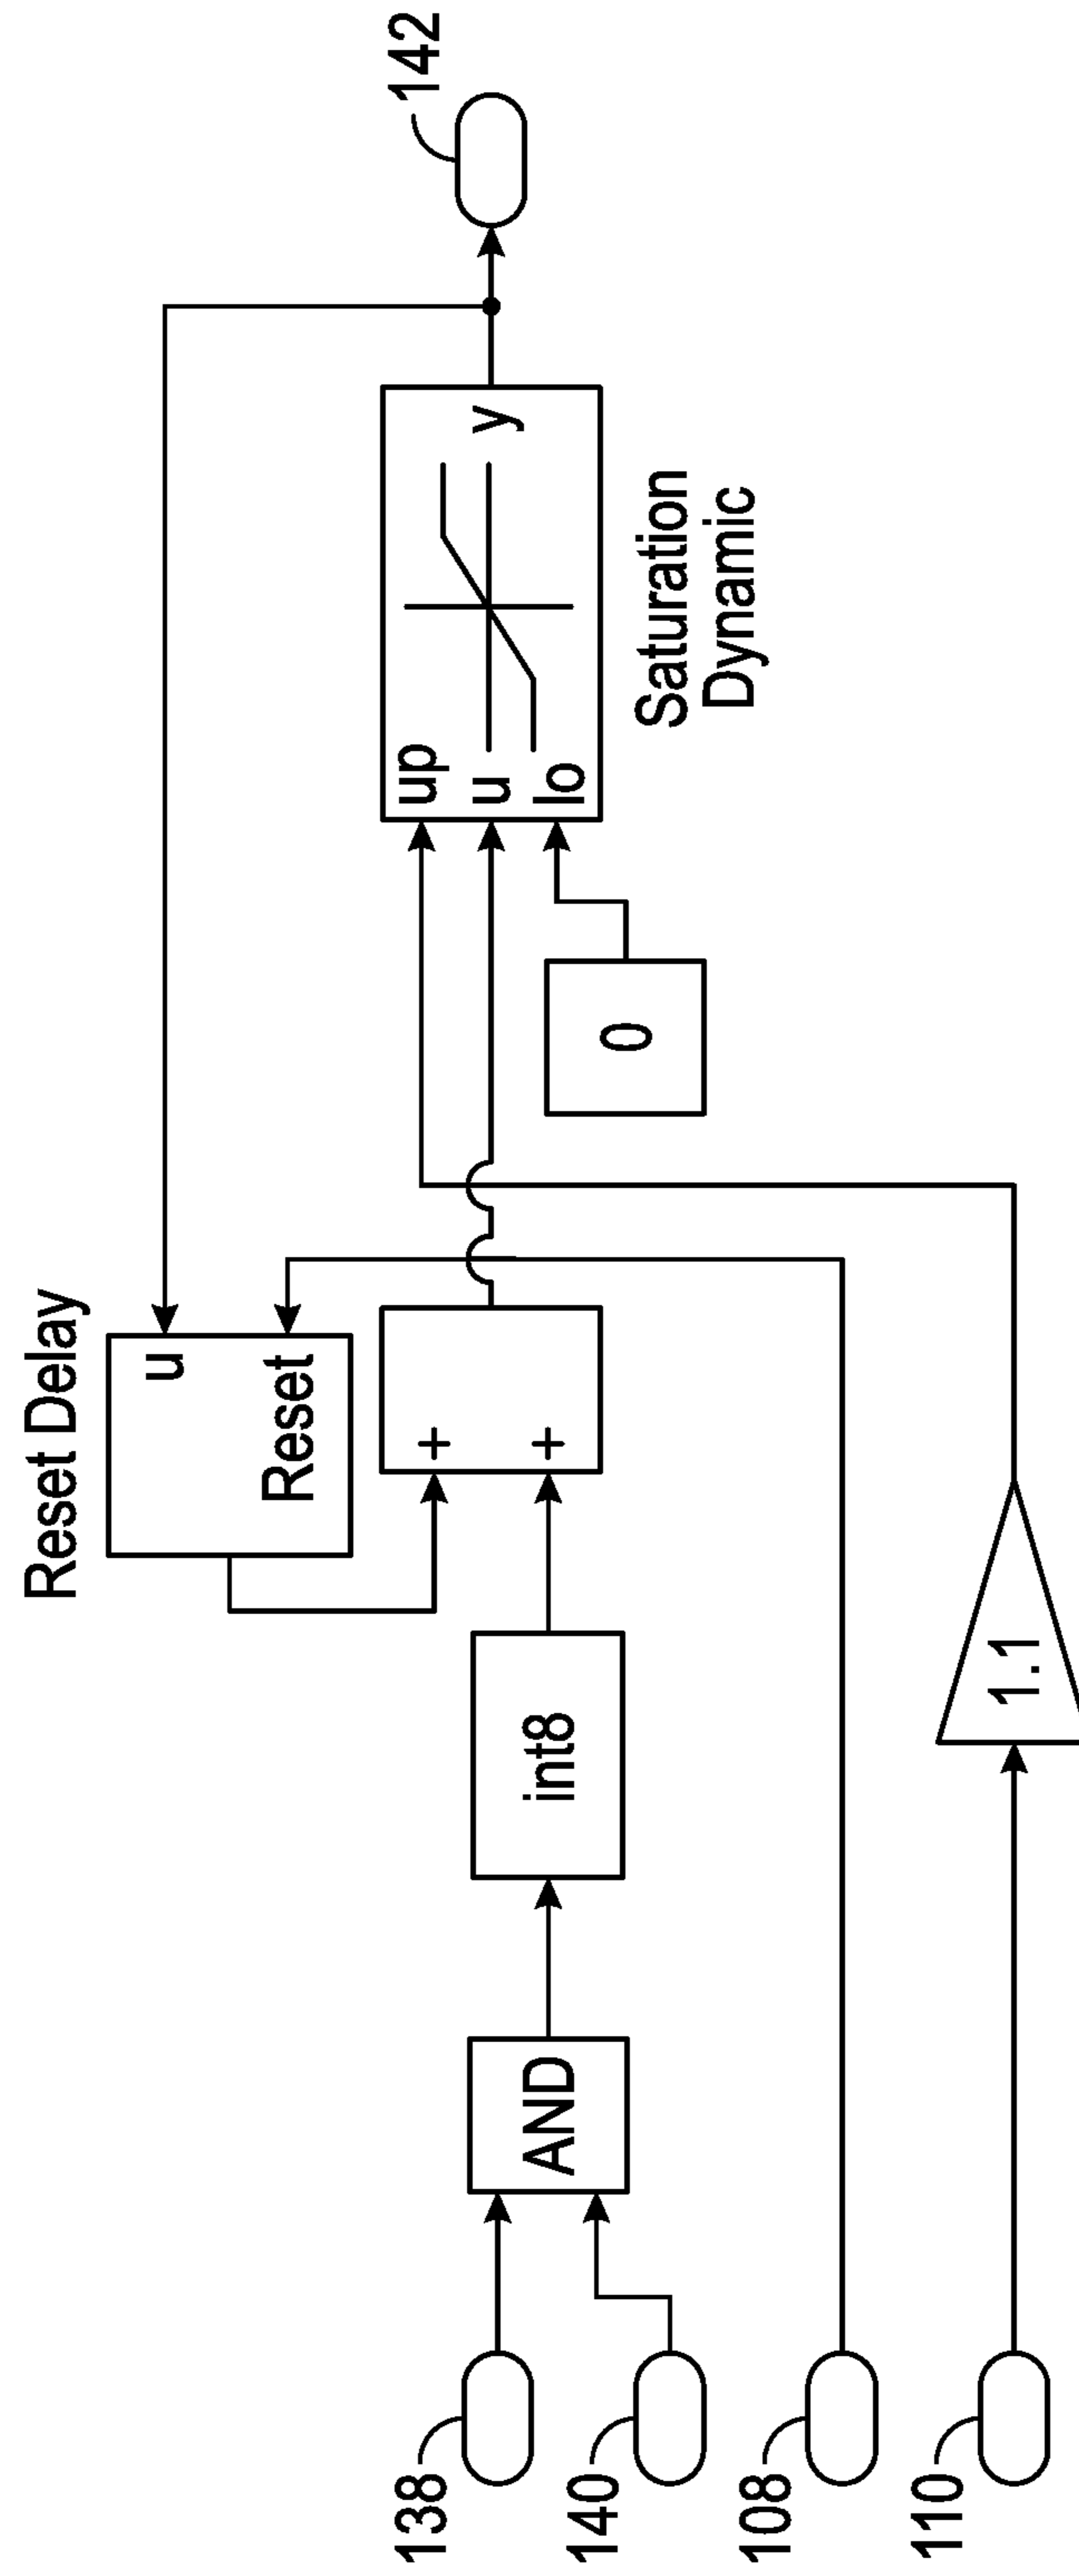 Reset Delay
u
Reset
142
138
140
108
110
AND
int8
+
+
1.1
0
up
u
lo
y
Saturation
Dynamic